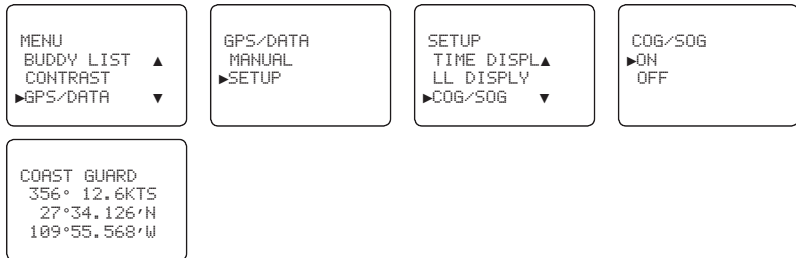 MENU
BUDDY LIST ▲
CONTRAST
►GPS/DATA ▼
GPS/DATA
MANUAL
►SETUP
SETUP
TIME DISPL▲
LL DISPLY
►COG/SOG ▼
COG/SOG
►ON
OFF
COAST GUARD
356° 12.6KTS
27°34.126′N
109°55.568′W